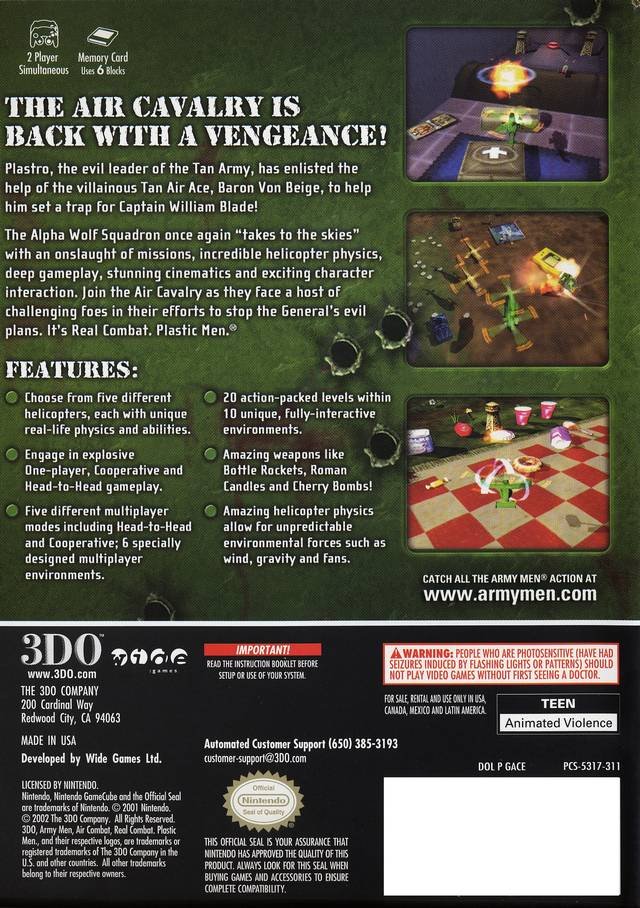 2 Player
Simultaneous
Memory Card
Uses 6 Blocks
THE AIR CAVALRY IS
BACK WITH A VENGEANCE!
Plastro, the evil leader of the Tan Army, has enlisted the
help of the villainous Tan Air Ace, Baron Von Beige, to help
him set a trap for Captain William Blade!
The Alpha Wolf Squadron once again "takes to the skies"
with an onslaught of missions, incredible helicopter physics,
deep gameplay, stunning cinematics and exciting character
interaction. Join the Air Cavalry as they face a host of
challenging foes in their efforts to stop the General's evil
plans. It's Real Combat. Plastic Men.®
FEATURES:
Choose from five different
helicopters, each with unique
real-life physics and abilities.
Engage in explosive
One-player, Cooperative and
Head-to-Head gameplay.
Five different multiplayer
modes including Head-to-Head
and Cooperative; 6 specially
designed multiplayer
environments.
20 action-packed levels within
10 unique, fully-interactive
environments.
Amazing weapons like
Bottle Rockets, Roman
Candles and Cherry Bombs!
Amazing helicopter physics
allow for unpredictable
environmental forces such as
wind, gravity and fans.
CATCH ALL THE ARMY MEN® ACTION AT
www.armymen.com
3DO™
www.3DO.com
wide
games
THE 3DO COMPANY
200 Cardinal Way
Redwood City, CA 94063
MADE IN USA
Developed by Wide Games Ltd.
LICENSED BY NINTENDO.
Nintendo, Nintendo GameCube and the Official Seal
are trademarks of Nintendo. © 2001 Nintendo.
© 2002 The 3DO Company. All Rights Reserved.
3DO, Army Men, Air Combat, Real Combat. Plastic
Men., and their respective logos, are trademarks or
registered trademarks of The 3DO Company in the
U.S. and other countries. All other trademarks
belong to their respective owners.
IMPORTANT!
READ THE INSTRUCTION BOOKLET BEFORE
SETUP OR USE OF YOUR SYSTEM.
Automated Customer Support (650) 385-3193
customer-support@3DO.com
Official
Nintendo
Seal of Quality
THIS OFFICIAL SEAL IS YOUR ASSURANCE THAT
NINTENDO HAS APPROVED THE QUALITY OF THIS
PRODUCT. ALWAYS LOOK FOR THIS SEAL WHEN
BUYING GAMES AND ACCESSORIES TO ENSURE
COMPLETE COMPATIBILITY.
WARNING: PEOPLE WHO ARE PHOTOSENSITIVE (HAVE HAD
SEIZURES INDUCED BY FLASHING LIGHTS OR PATTERNS) SHOULD
NOT PLAY VIDEO GAMES WITHOUT FIRST SEEING A DOCTOR.
FOR SALE, RENTAL AND USE ONLY IN USA,
CANADA, MEXICO AND LATIN AMERICA.
TEEN
Animated Violence
DOL P GACE
PCS-5317-311